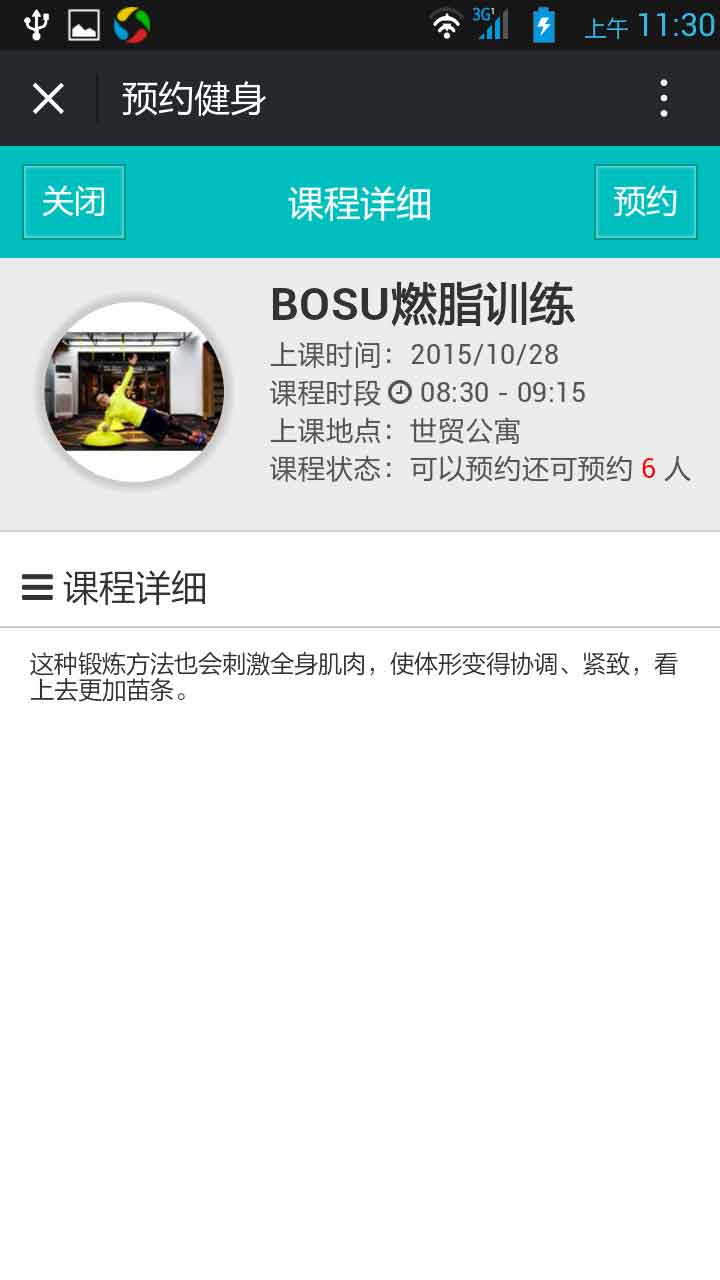 3G 上午 11:30
预约健身
关闭 课程详细 预约
BOSU燃脂训练
上课时间：2015/10/28
课程时段 08:30 - 09:15
上课地点：世贸公寓
课程状态：可以预约还可预约 6 人
课程详细
这种锻炼方法也会刺激全身肌肉，使体形变得协调、紧致，看
上去更加苗条。